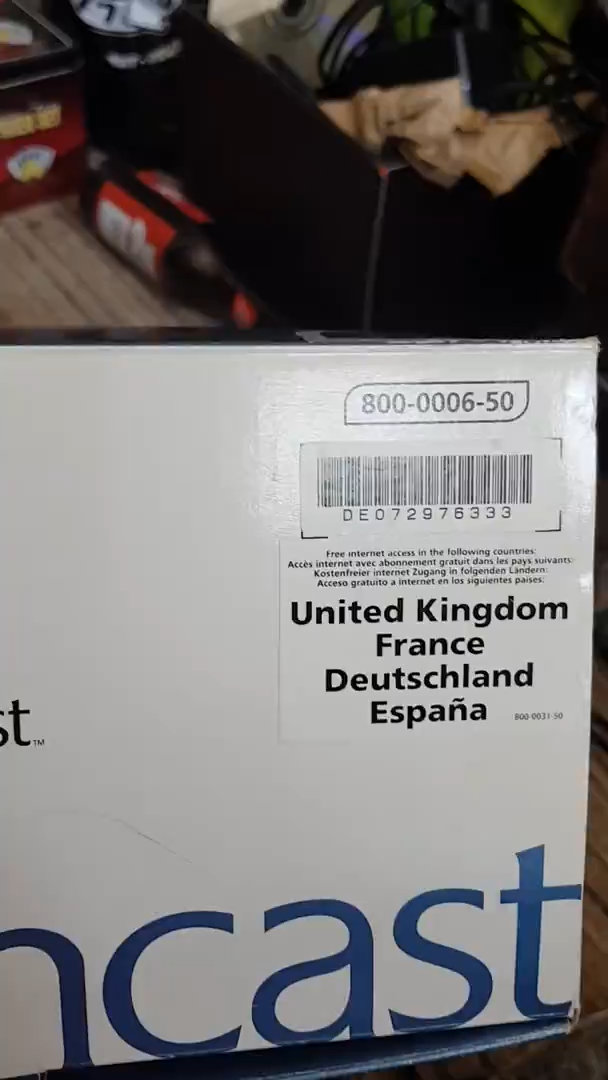 800-0006-50
DE072976333
Free internet access in the following countries:
Accès internet avec abonnement gratuit dans les pays suivants:
Kostenfreier internet Zugang in folgenden Ländern:
Acceso gratuito a internet en los siguientes paises:
United Kingdom
France
Deutschland
España
800-0031-50
st™
ncast